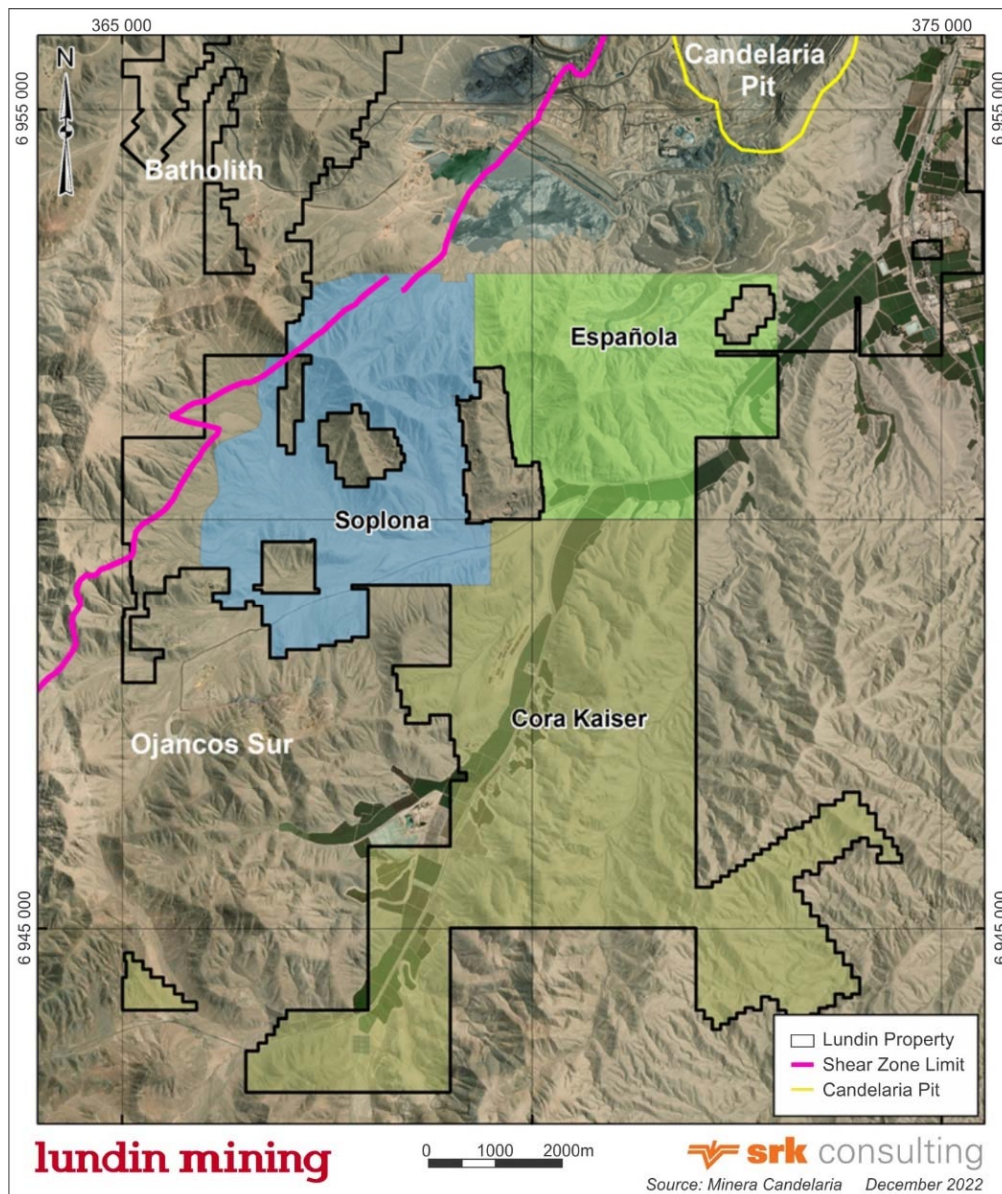 365 000
375 000
N
6 955 000
6 955 000
Candelaria
Pit
Batholith
Española
Soplona
Cora Kaiser
Ojancos Sur
6 945 000
6 945 000
Lundin Property
Shear Zone Limit
Candelaria Pit
lundin mining
0 1000 2000m
srk consulting
Source: Minera Candelaria December 2022